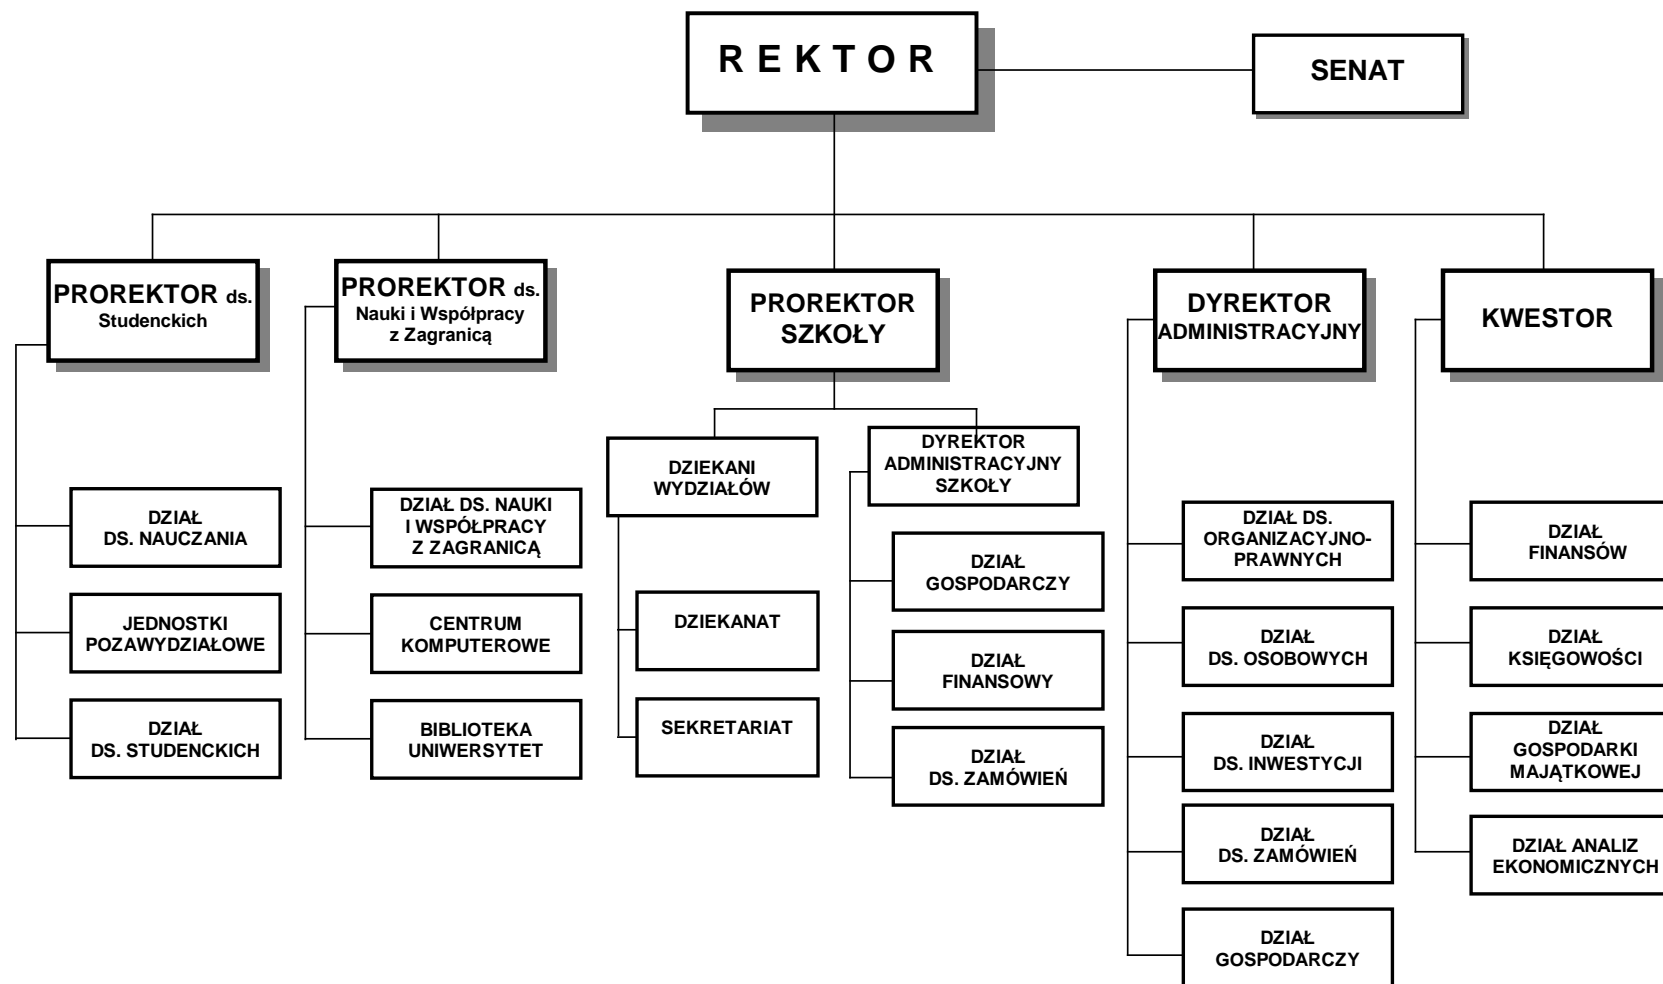 R E K T O R
SENAT
PROREKTOR ds.
Studenckich
PROREKTOR ds.
Nauki i Współpracy
z Zagranicą
PROREKTOR
SZKOŁY
DYREKTOR
ADMINISTRACYJNY
KWESTOR
DZIEKANI
WYDZIAŁÓW
DYREKTOR
ADMINISTRACYJNY
SZKOŁY
DZIAŁ
DS. NAUCZANIA
JEDNOSTKI
POZAWYDZIAŁOWE
DZIAŁ
DS. STUDENCKICH
DZIAŁ DS. NAUKI
I WSPÓŁPRACY
Z ZAGRANICĄ
CENTRUM
KOMPUTEROWE
BIBLIOTEKA
UNIWERSYTET
DZIEKANAT
SEKRETARIAT
DZIAŁ
GOSPODARCZY
DZIAŁ
FINANSOWY
DZIAŁ
DS. ZAMÓWIEŃ
DZIAŁ DS.
ORGANIZACYJNO-
PRAWNYCH
DZIAŁ
DS. OSOBOWYCH
DZIAŁ
DS. INWESTYCJI
DZIAŁ
DS. ZAMÓWIEŃ
DZIAŁ
GOSPODARCZY
DZIAŁ
FINANSÓW
DZIAŁ
KSIĘGOWOŚCI
DZIAŁ
GOSPODARKI
MAJĄTKOWEJ
DZIAŁ ANALIZ
EKONOMICZNYCH